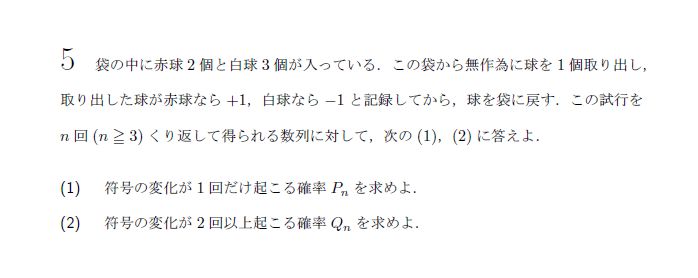 5 袋の中に赤球 2 個と白球 3 個が入っている．この袋から無作為に球を 1 個取り出し，
取り出した球が赤球なら +1，白球なら −1 と記録してから，球を袋に戻す．この試行を
n 回 (n ≧ 3) くり返して得られる数列に対して，次の (1)，(2) に答えよ．
(1) 符号の変化が 1 回だけ起こる確率 Pn を求めよ．
(2) 符号の変化が 2 回以上起こる確率 Qn を求めよ．